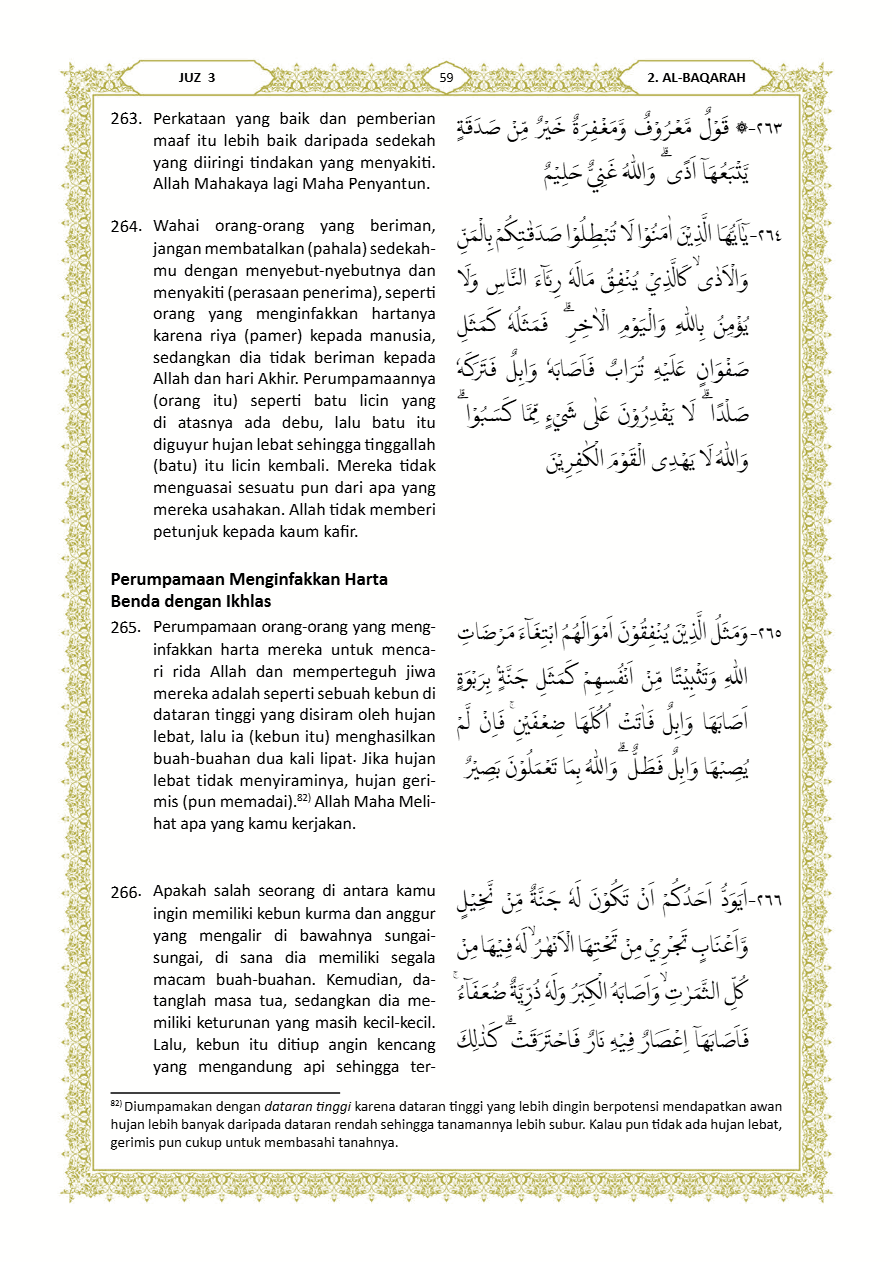 JUZ 3
59
2. AL-BAQARAH
263. Perkataan yang baik dan pemberian
maaf itu lebih baik daripada sedekah
yang diiringi tindakan yang menyakiti.
Allah Mahakaya lagi Maha Penyantun.
٢٦٣- ۞ قَوْلٌ مَّعْرُوْفٌ وَّمَغْفِرَةٌ خَيْرٌ مِّنْ صَدَقَةٍ
يَّتْبَعُهَآ اَذًى ۗ وَاللّٰهُ غَنِيٌّ حَلِيْمٌ
264. Wahai orang-orang yang beriman,
jangan membatalkan (pahala) sedekah-
mu dengan menyebut-nyebutnya dan
menyakiti (perasaan penerima), seperti
orang yang menginfakkan hartanya
karena riya (pamer) kepada manusia,
sedangkan dia tidak beriman kepada
Allah dan hari Akhir. Perumpamaannya
(orang itu) seperti batu licin yang
di atasnya ada debu, lalu batu itu
diguyur hujan lebat sehingga tinggallah
(batu) itu licin kembali. Mereka tidak
menguasai sesuatu pun dari apa yang
mereka usahakan. Allah tidak memberi
petunjuk kepada kaum kafir.
٢٦٤- يٰٓاَيُّهَا الَّذِيْنَ اٰمَنُوْا لَا تُبْطِلُوْا صَدَقٰتِكُمْ بِالْمَنِّ
وَالْاَذٰىۙ كَالَّذِيْ يُنْفِقُ مَالَهٗ رِئَاۤءَ النَّاسِ وَلَا
يُؤْمِنُ بِاللّٰهِ وَالْيَوْمِ الْاٰخِرِۗ فَمَثَلُهٗ كَمَثَلِ
صَفْوَانٍ عَلَيْهِ تُرَابٌ فَاَصَابَهٗ وَابِلٌ فَتَرَكَهٗ
صَلْدًاۗ لَا يَقْدِرُوْنَ عَلٰى شَيْءٍ مِّمَّا كَسَبُوْاۗ
وَاللّٰهُ لَا يَهْدِى الْقَوْمَ الْكٰفِرِيْنَ
Perumpamaan Menginfakkan Harta
Benda dengan Ikhlas
265. Perumpamaan orang-orang yang meng-
infakkan harta mereka untuk menca-
ri rida Allah dan memperteguh jiwa
mereka adalah seperti sebuah kebun di
dataran tinggi yang disiram oleh hujan
lebat, lalu ia (kebun itu) menghasilkan
buah-buahan dua kali lipat. Jika hujan
lebat tidak menyiraminya, hujan geri-
mis (pun memadai).82) Allah Maha Meli-
hat apa yang kamu kerjakan.
٢٦٥- وَمَثَلُ الَّذِيْنَ يُنْفِقُوْنَ اَمْوَالَهُمُ ابْتِغَاۤءَ مَرْضَاتِ
اللّٰهِ وَتَثْبِيْتًا مِّنْ اَنْفُسِهِمْ كَمَثَلِ جَنَّةٍۢ بِرَبْوَةٍ
اَصَابَهَا وَابِلٌ فَاٰتَتْ اُكُلَهَا ضِعْفَيْنِۚ فَاِنْ لَّمْ
يُصِبْهَا وَابِلٌ فَطَلٌّۗ وَاللّٰهُ بِمَا تَعْمَلُوْنَ بَصِيْرٌ
266. Apakah salah seorang di antara kamu
ingin memiliki kebun kurma dan anggur
yang mengalir di bawahnya sungai-
sungai, di sana dia memiliki segala
macam buah-buahan. Kemudian, da-
tanglah masa tua, sedangkan dia me-
miliki keturunan yang masih kecil-kecil.
Lalu, kebun itu ditiup angin kencang
yang mengandung api sehingga ter-
٢٦٦- اَيَوَدُّ اَحَدُكُمْ اَنْ تَكُوْنَ لَهٗ جَنَّةٌ مِّنْ نَّخِيْلٍ
وَّاَعْنَابٍ تَجْرِيْ مِنْ تَحْتِهَا الْاَنْهٰرُۙ لَهٗ فِيْهَا مِنْ
كُلِّ الثَّمَرٰتِۙ وَاَصَابَهُ الْكِبَرُ وَلَهٗ ذُرِّيَّةٌ ضُعَفَاۤءُۚ
فَاَصَابَهَآ اِعْصَارٌ فِيْهِ نَارٌ فَاحْتَرَقَتْۗ كَذٰلِكَ
82) Diumpamakan dengan dataran tinggi karena dataran tinggi yang lebih dingin berpotensi mendapatkan awan
hujan lebih banyak daripada dataran rendah sehingga tanamannya lebih subur. Kalau pun tidak ada hujan lebat,
gerimis pun cukup untuk membasahi tanahnya.